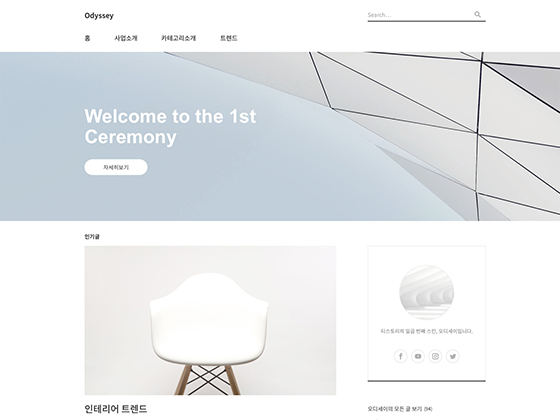 Odyssey
Search...
홈 사업소개 카테고리소개 트렌드
Welcome to the 1st
Ceremony
자세히보기
인기글
티스토리의 일곱 번째 스킨, 오디세이입니다.
인테리어 트렌드
오디세이의 모든 글 보기 (94)